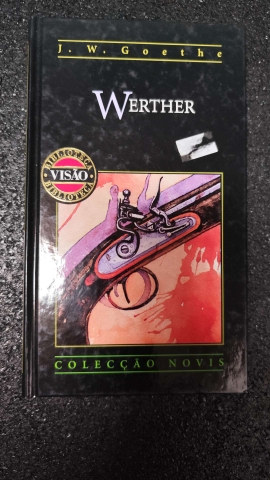 J. W. Goethe
WERTHER
BIBLIOTECA
VISÃO
BIBLIOTECA
COLECÇÃO NOVIS